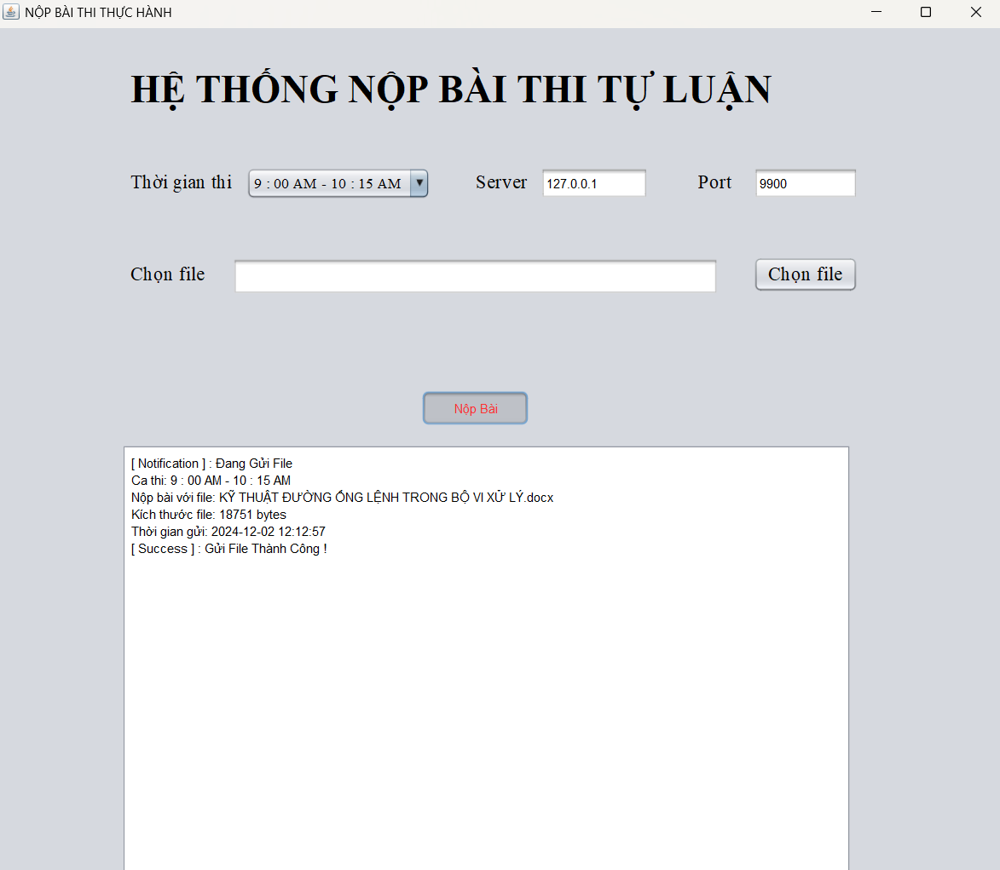 NỘP BÀI THI THỰC HÀNH
HỆ THỐNG NỘP BÀI THI TỰ LUẬN
Thời gian thi 9 : 00 AM - 10 : 15 AM Server 127.0.0.1 Port 9900
Chọn file Chọn file
Nộp Bài
[ Notification ] : Đang Gửi File
Ca thi: 9 : 00 AM - 10 : 15 AM
Nộp bài với file: KỸ THUẬT ĐƯỜNG ỐNG LỆNH TRONG BỘ VI XỬ LÝ.docx
Kích thước file: 18751 bytes
Thời gian gửi: 2024-12-02 12:12:57
[ Success ] : Gửi File Thành Công !